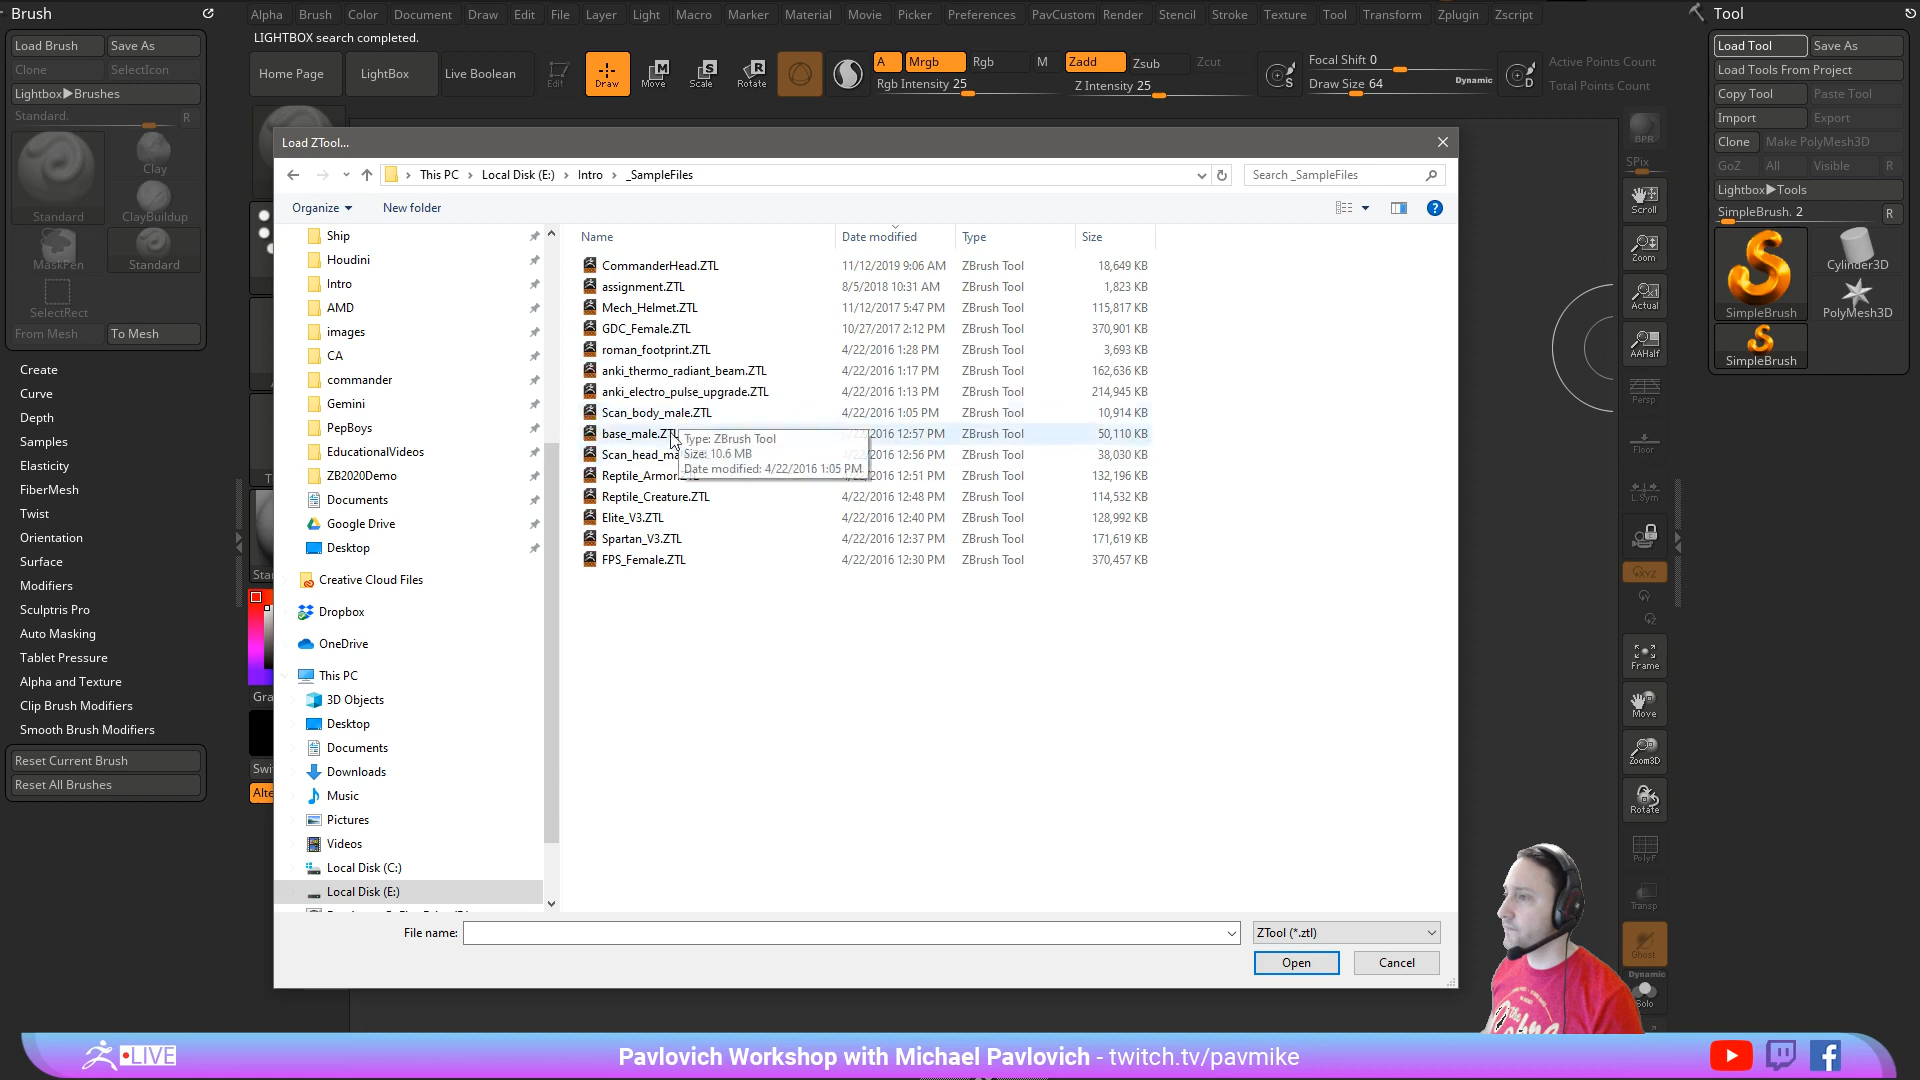 Brush
Alpha Brush Color Document Draw Edit File Layer Light Macro Marker Material Movie Picker Preferences PavCustom Render Stencil Stroke Texture Tool Transform Zplugin Zscript
Tool
LIGHTBOX search completed.
Load Brush Save As
Clone SelectIcon
Lightbox▶Brushes
Standard. R
Standard
Clay
ClayBuildup
MaskPen
Standard
SelectRect
From Mesh To Mesh
Create
Curve
Depth
Samples
Elasticity
FiberMesh
Twist
Orientation
Surface
Modifiers
Sculptris Pro
Auto Masking
Tablet Pressure
Alpha and Texture
Clip Brush Modifiers
Smooth Brush Modifiers
Reset Current Brush
Reset All Brushes
Home Page LightBox Live Boolean Edit Draw Move Scale Rotate
A Mrgb Rgb M Zadd Zsub Zcut
Rgb Intensity 25 Z Intensity 25
Focal Shift 0
Draw Size 64 Dynamic
Active Points Count
Total Points Count
Load ZTool...
This PC › Local Disk (E:) › Intro › _SampleFiles
Search _SampleFiles
Organize New folder
Ship
Houdini
Intro
AMD
images
CA
commander
Gemini
PepBoys
EducationalVideos
ZB2020Demo
Documents
Google Drive
Desktop
Creative Cloud Files
Dropbox
OneDrive
This PC
3D Objects
Desktop
Documents
Downloads
Music
Pictures
Videos
Local Disk (C:)
Local Disk (E:)
Name Date modified Type Size
CommanderHead.ZTL 11/12/2019 9:06 AM ZBrush Tool 18,649 KB
assignment.ZTL 8/5/2018 10:31 AM ZBrush Tool 1,823 KB
Mech_Helmet.ZTL 11/12/2017 5:47 PM ZBrush Tool 115,817 KB
GDC_Female.ZTL 10/27/2017 2:12 PM ZBrush Tool 370,901 KB
roman_footprint.ZTL 4/22/2016 1:28 PM ZBrush Tool 3,693 KB
anki_thermo_radiant_beam.ZTL 4/22/2016 1:17 PM ZBrush Tool 162,636 KB
anki_electro_pulse_upgrade.ZTL 4/22/2016 1:13 PM ZBrush Tool 214,945 KB
Scan_body_male.ZTL 4/22/2016 1:05 PM ZBrush Tool 10,914 KB
base_male.ZTL 2016 12:57 PM ZBrush Tool 50,110 KB
Scan_head_ma 2016 12:56 PM ZBrush Tool 38,030 KB
Reptile_Armor 2016 12:51 PM ZBrush Tool 132,196 KB
Reptile_Creature.ZTL 4/22/2016 12:48 PM ZBrush Tool 114,532 KB
Elite_V3.ZTL 4/22/2016 12:40 PM ZBrush Tool 128,992 KB
Spartan_V3.ZTL 4/22/2016 12:37 PM ZBrush Tool 171,619 KB
FPS_Female.ZTL 4/22/2016 12:30 PM ZBrush Tool 370,457 KB
Type: ZBrush Tool
Size: 10.6 MB
Date modified: 4/22/2016 1:05 PM
File name: ZTool (*.ztl)
Open Cancel
Sta
Gra
Swi
Alte
BPR
SPix
Scroll
Zoom
Actual
AAHalf
Persp
Floor
L.Sym
XYZ
Frame
Move
Zoom3D
Rotate
PolyF
Transp
Ghost
Dynamic
Solo
Load Tool Save As
Load Tools From Project
Copy Tool Paste Tool
Import Export
Clone Make PolyMesh3D
GoZ All Visible R
Lightbox▶Tools
SimpleBrush. 2 R
SimpleBrush
Cylinder3D
PolyMesh3D
SimpleBrush
LIVE
Pavlovich Workshop with Michael Pavlovich - twitch.tv/pavmike